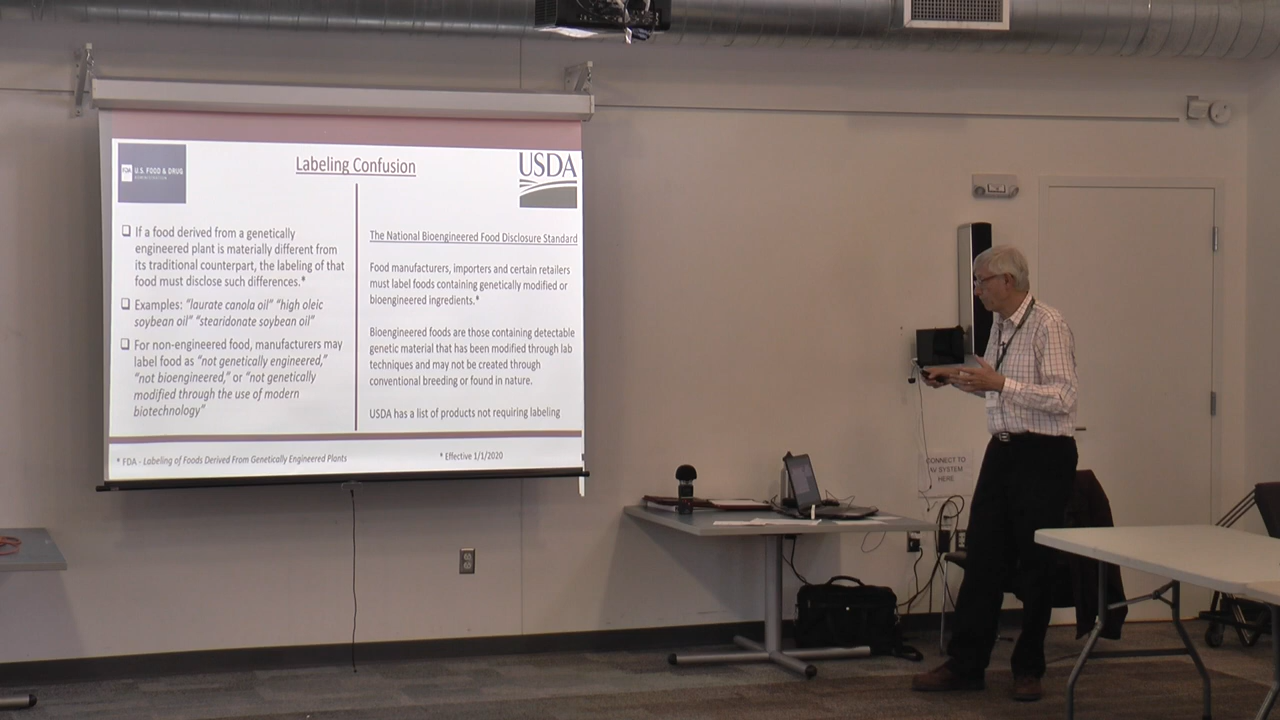 Labeling Confusion
FDA U.S. FOOD & DRUG
ADMINISTRATION
USDA
If a food derived from a genetically
engineered plant is materially different from
its traditional counterpart, the labeling of that
food must disclose such differences.*
Examples: “laurate canola oil” “high oleic
soybean oil” “stearidonate soybean oil”
For non-engineered food, manufacturers may
label food as “not genetically engineered,”
“not bioengineered,” or “not genetically
modified through the use of modern
biotechnology”
The National Bioengineered Food Disclosure Standard
Food manufacturers, importers and certain retailers
must label foods containing genetically modified or
bioengineered ingredients.*
Bioengineered foods are those containing detectable
genetic material that has been modified through lab
techniques and may not be created through
conventional breeding or found in nature.
USDA has a list of products not requiring labeling
* FDA - Labeling of Foods Derived From Genetically Engineered Plants
* Effective 1/1/2020
CONNECT TO
AV SYSTEM
HERE